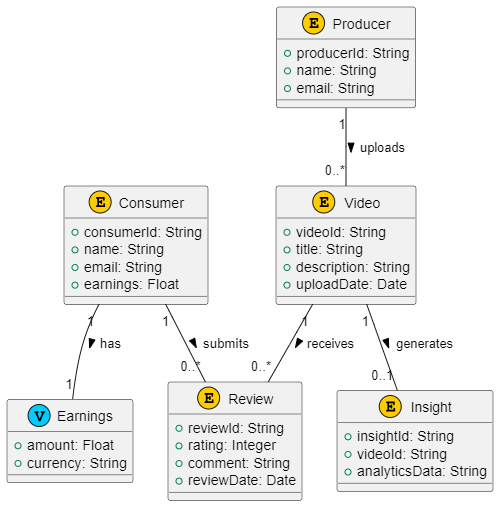 E Producer
producerId: String
name: String
email: String
1
uploads
0..*
E Consumer
consumerId: String
name: String
email: String
earnings: Float
E Video
videoId: String
title: String
description: String
uploadDate: Date
1
1
1
1
has
submits
receives
generates
1
0..*
0..*
0..1
V Earnings
amount: Float
currency: String
E Review
reviewId: String
rating: Integer
comment: String
reviewDate: Date
E Insight
insightId: String
videoId: String
analyticsData: String